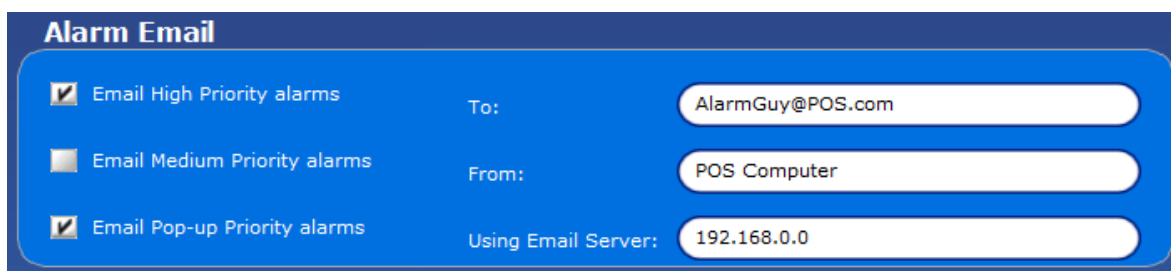 Alarm Email
Email High Priority alarms
To:
AlarmGuy@POS.com
Email Medium Priority alarms
From:
POS Computer
Email Pop-up Priority alarms
Using Email Server:
192.168.0.0